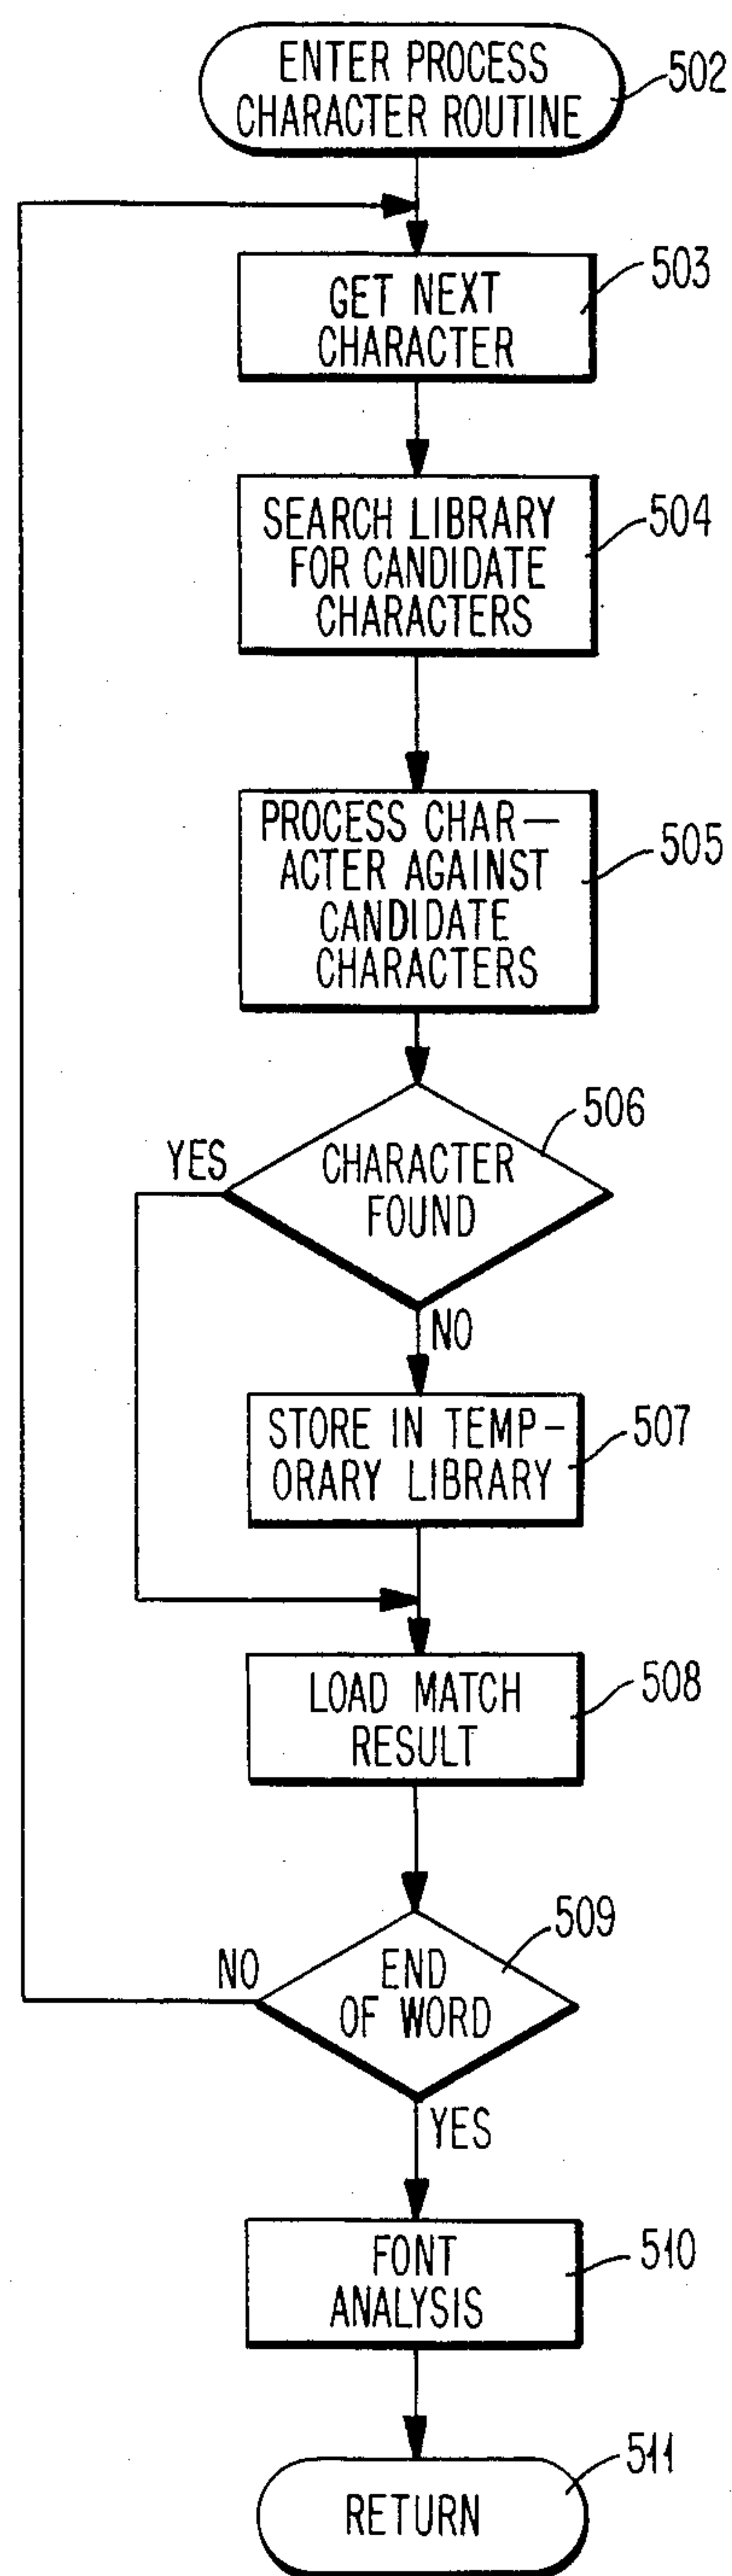 ENTER PROCESS
CHARACTER ROUTINE
502
GET NEXT
CHARACTER
503
SEARCH LIBRARY
FOR CANDIDATE
CHARACTERS
504
PROCESS CHAR—
ACTER AGAINST
CANDIDATE
CHARACTERS
505
CHARACTER
FOUND
506
YES
NO
STORE IN TEMP-
ORARY LIBRARY
507
LOAD MATCH
RESULT
508
END
OF WORD
509
NO
YES
FONT
ANALYSIS
510
RETURN
511